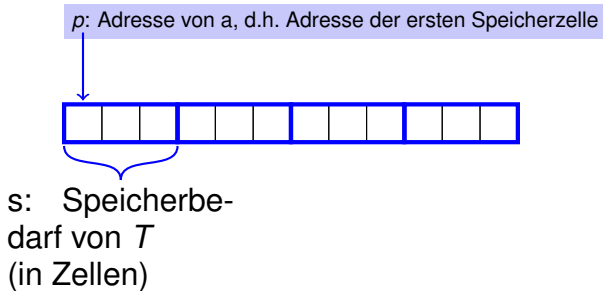 p: Adresse von a, d.h. Adresse der ersten Speicherzelle
s: Speicherbe-
darf von T
(in Zellen)